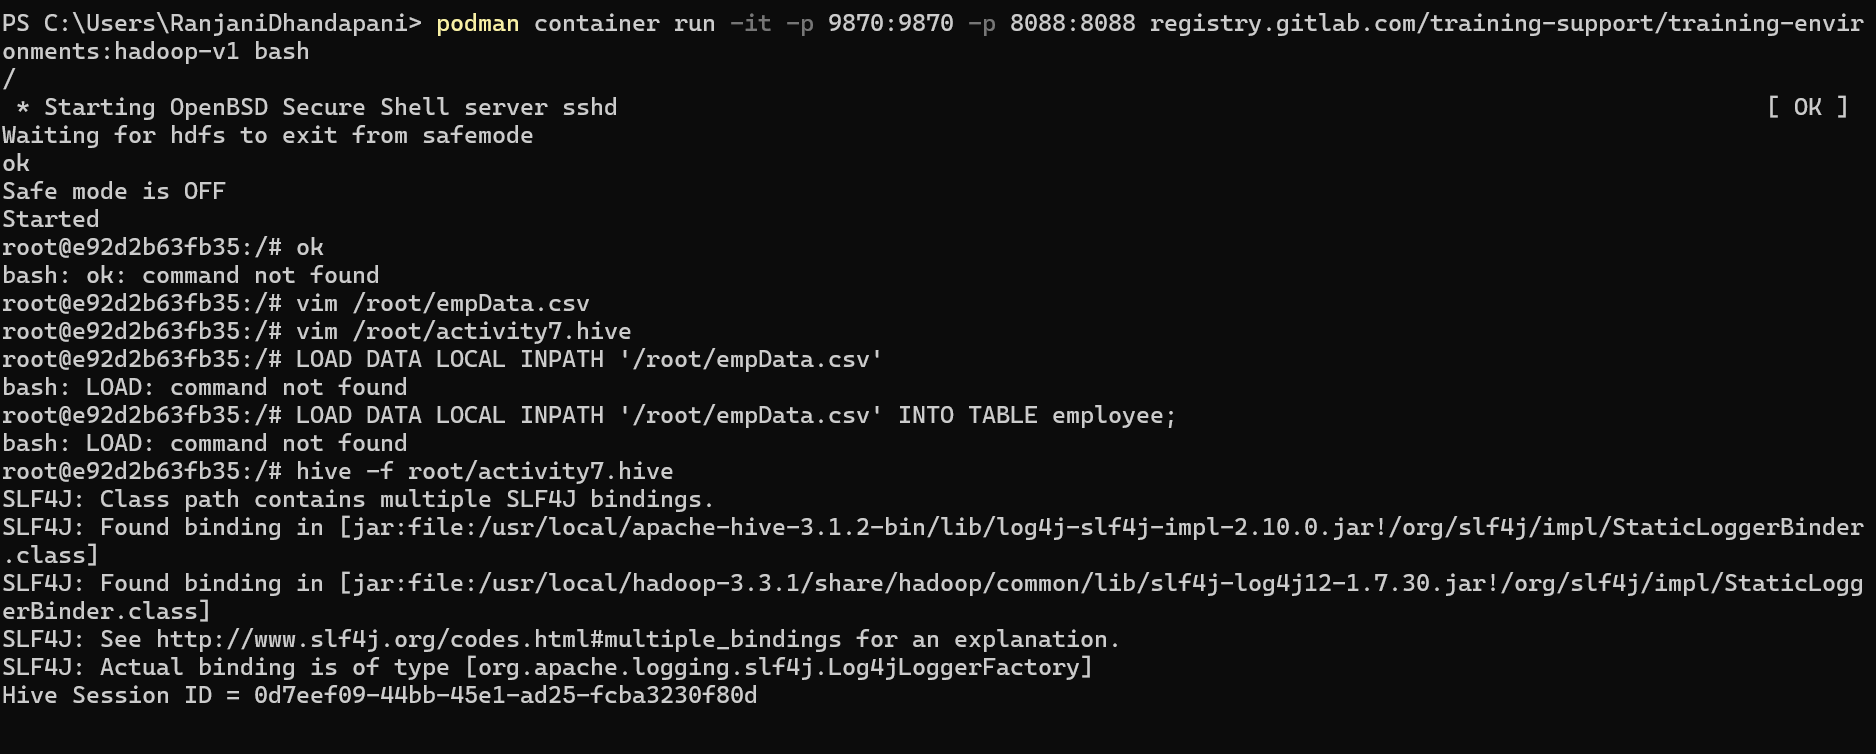 PS C:\Users\RanjaniDhandapani> podman container run -it -p 9870:9870 -p 8088:8088 registry.gitlab.com/training-support/training-envir
onments:hadoop-v1 bash
/
 * Starting OpenBSD Secure Shell server sshd [ OK ]
Waiting for hdfs to exit from safemode
ok
Safe mode is OFF
Started
root@e92d2b63fb35:/# ok
bash: ok: command not found
root@e92d2b63fb35:/# vim /root/empData.csv
root@e92d2b63fb35:/# vim /root/activity7.hive
root@e92d2b63fb35:/# LOAD DATA LOCAL INPATH '/root/empData.csv'
bash: LOAD: command not found
root@e92d2b63fb35:/# LOAD DATA LOCAL INPATH '/root/empData.csv' INTO TABLE employee;
bash: LOAD: command not found
root@e92d2b63fb35:/# hive -f root/activity7.hive
SLF4J: Class path contains multiple SLF4J bindings.
SLF4J: Found binding in [jar:file:/usr/local/apache-hive-3.1.2-bin/lib/log4j-slf4j-impl-2.10.0.jar!/org/slf4j/impl/StaticLoggerBinder
.class]
SLF4J: Found binding in [jar:file:/usr/local/hadoop-3.3.1/share/hadoop/common/lib/slf4j-log4j12-1.7.30.jar!/org/slf4j/impl/StaticLogg
erBinder.class]
SLF4J: See http://www.slf4j.org/codes.html#multiple_bindings for an explanation.
SLF4J: Actual binding is of type [org.apache.logging.slf4j.Log4jLoggerFactory]
Hive Session ID = 0d7eef09-44bb-45e1-ad25-fcba3230f80d